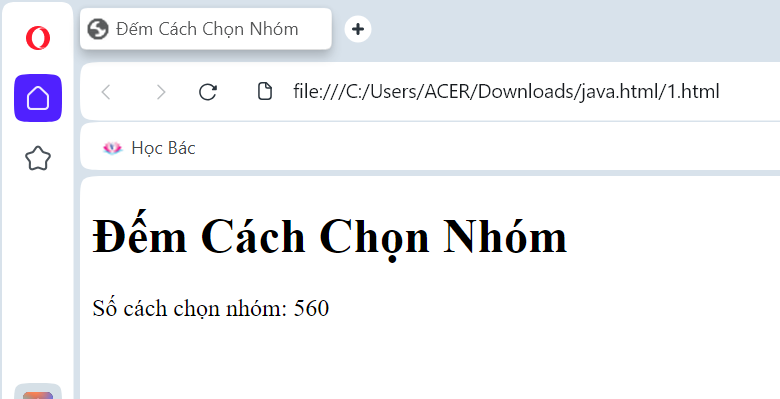 Đếm Cách Chọn Nhóm
file:///C:/Users/ACER/Downloads/java.html/1.html
Học Bác
Đếm Cách Chọn Nhóm
Số cách chọn nhóm: 560